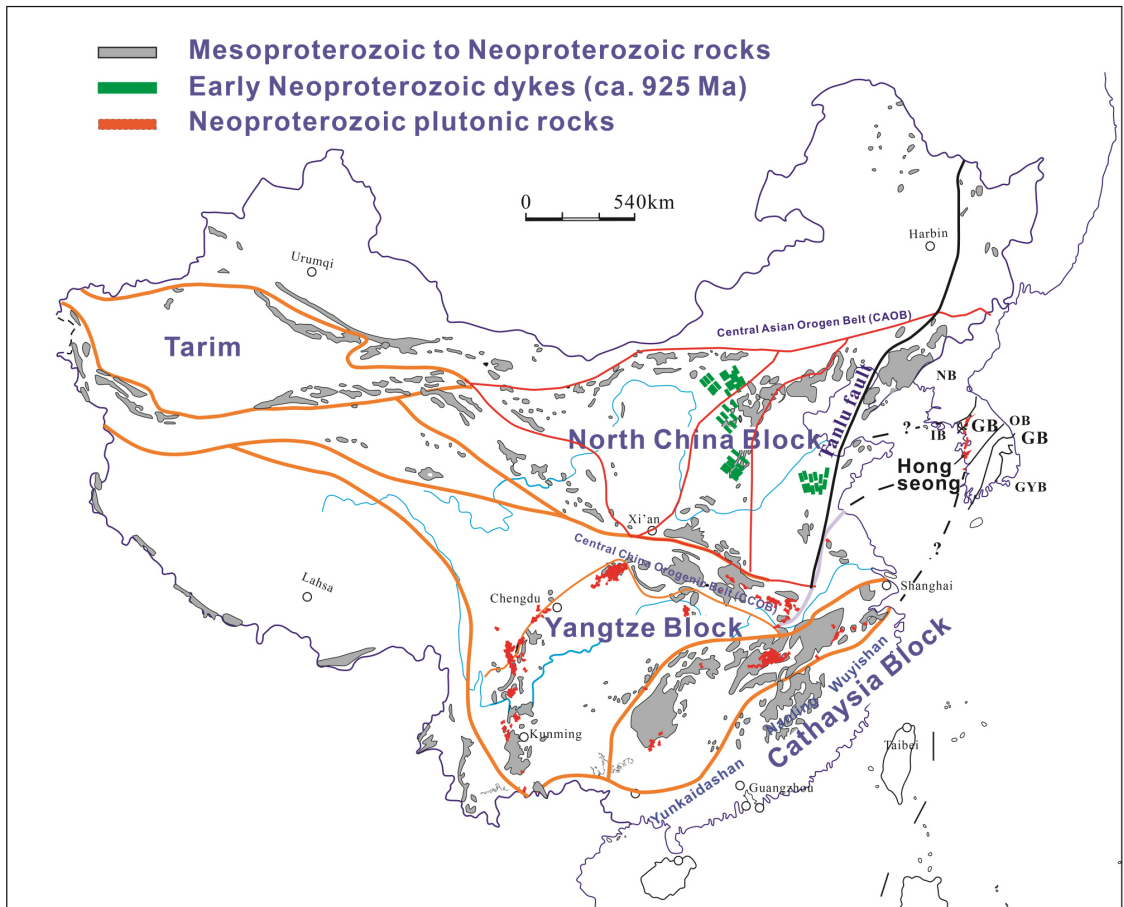 Mesoproterozoic to Neoproterozoic rocks
Early Neoproterozoic dykes (ca. 925 Ma)
Neoproterozoic plutonic rocks
0 540km
Harbin
Urumqi
Central Asian Orogen Belt (CAOB)
Tarim
NB
Tanlu fault
North China Block
?
IB
GB
OB
GB
Hong
seong
GYB
Xi'an
Central China Orogenic Belt (CCOB)
?
Lahsa
Chengdu
Shanghai
Yangtze Block
Wuyishan
Nanling
Cathaysia Block
Kunming
Taibei
Yunkaidashan
Guangzhou